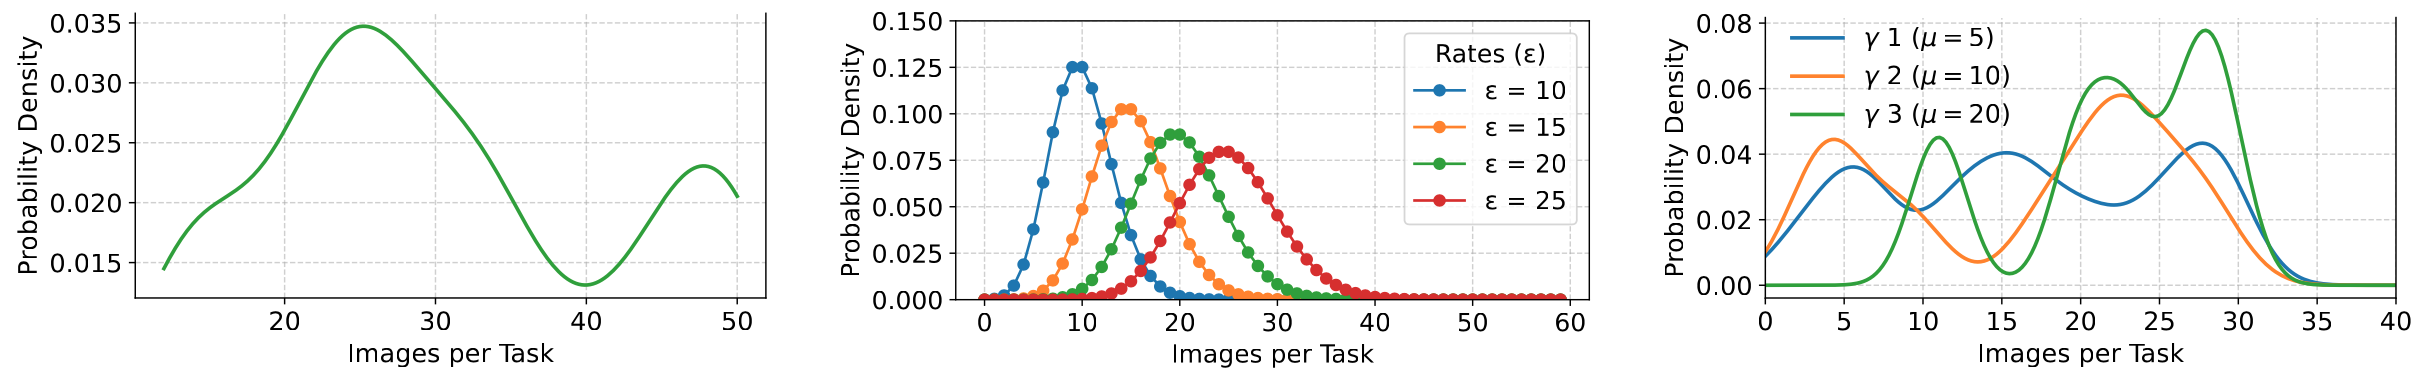 0.035
0.030
0.025
0.020
0.015
Probability Density
20 30 40 50
Images per Task
0.150
0.125
0.100
0.075
0.050
0.025
0.000
Probability Density
0 10 20 30 40 50 60
Images per Task
Rates (ε)
ε = 10
ε = 15
ε = 20
ε = 25
0.08
0.06
0.04
0.02
0.00
Probability Density
0 5 10 15 20 25 30 35 40
Images per Task
γ 1 (μ = 5)
γ 2 (μ = 10)
γ 3 (μ = 20)